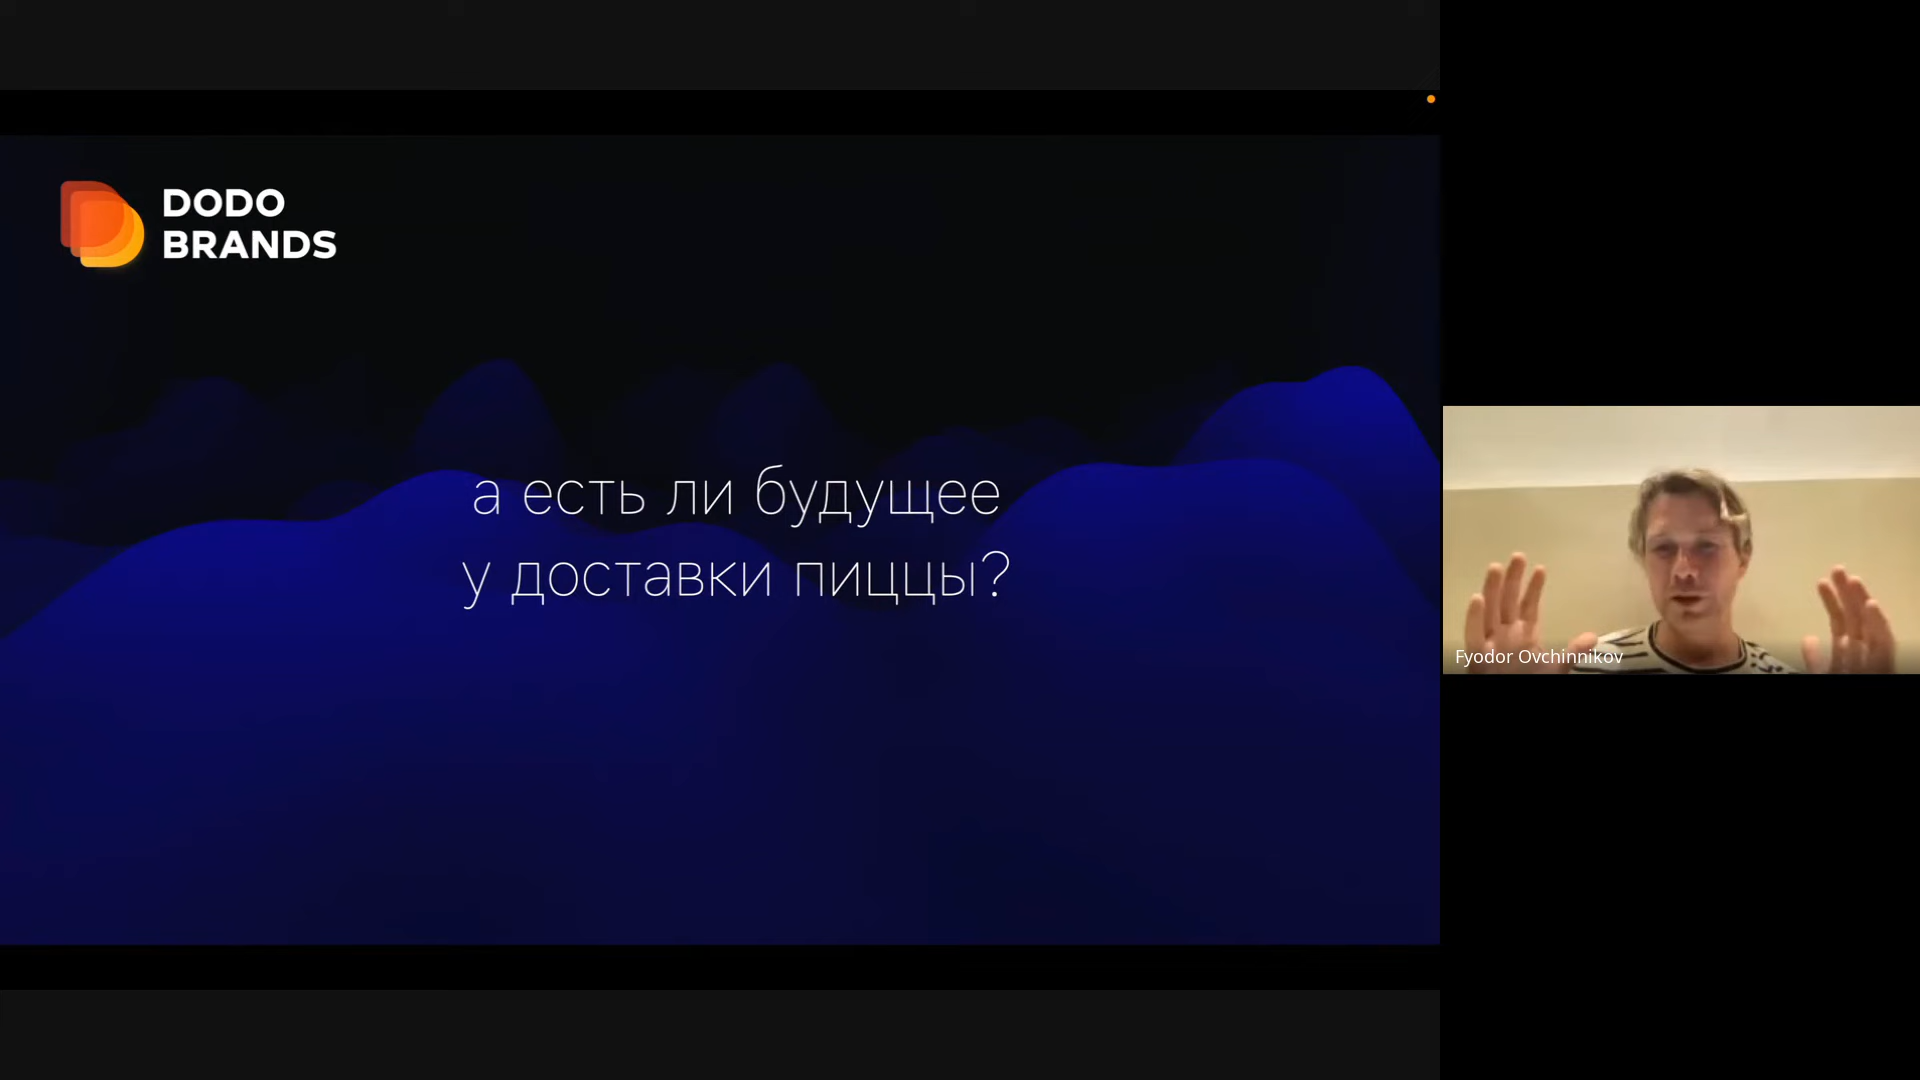 DODO
BRANDS
а есть ли будущее
у доставки пиццы?
Fyodor Ovchinnikov